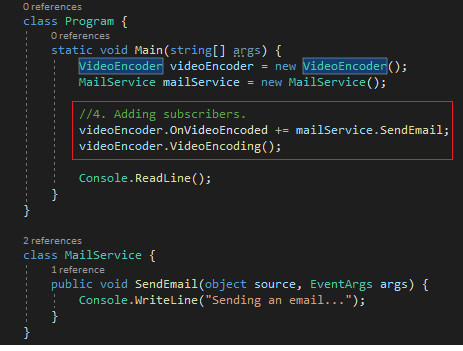 0 references
class Program {
0 references
static void Main(string[] args) {
VideoEncoder videoEncoder = new VideoEncoder();
MailService mailService = new MailService();
//4. Adding subscribers.
videoEncoder.OnVideoEncoded += mailService.SendEmail;
videoEncoder.VideoEncoding();
Console.ReadLine();
}
}
2 references
class MailService {
1 reference
public void SendEmail(object source, EventArgs args) {
Console.WriteLine("Sending an email...");
}
}